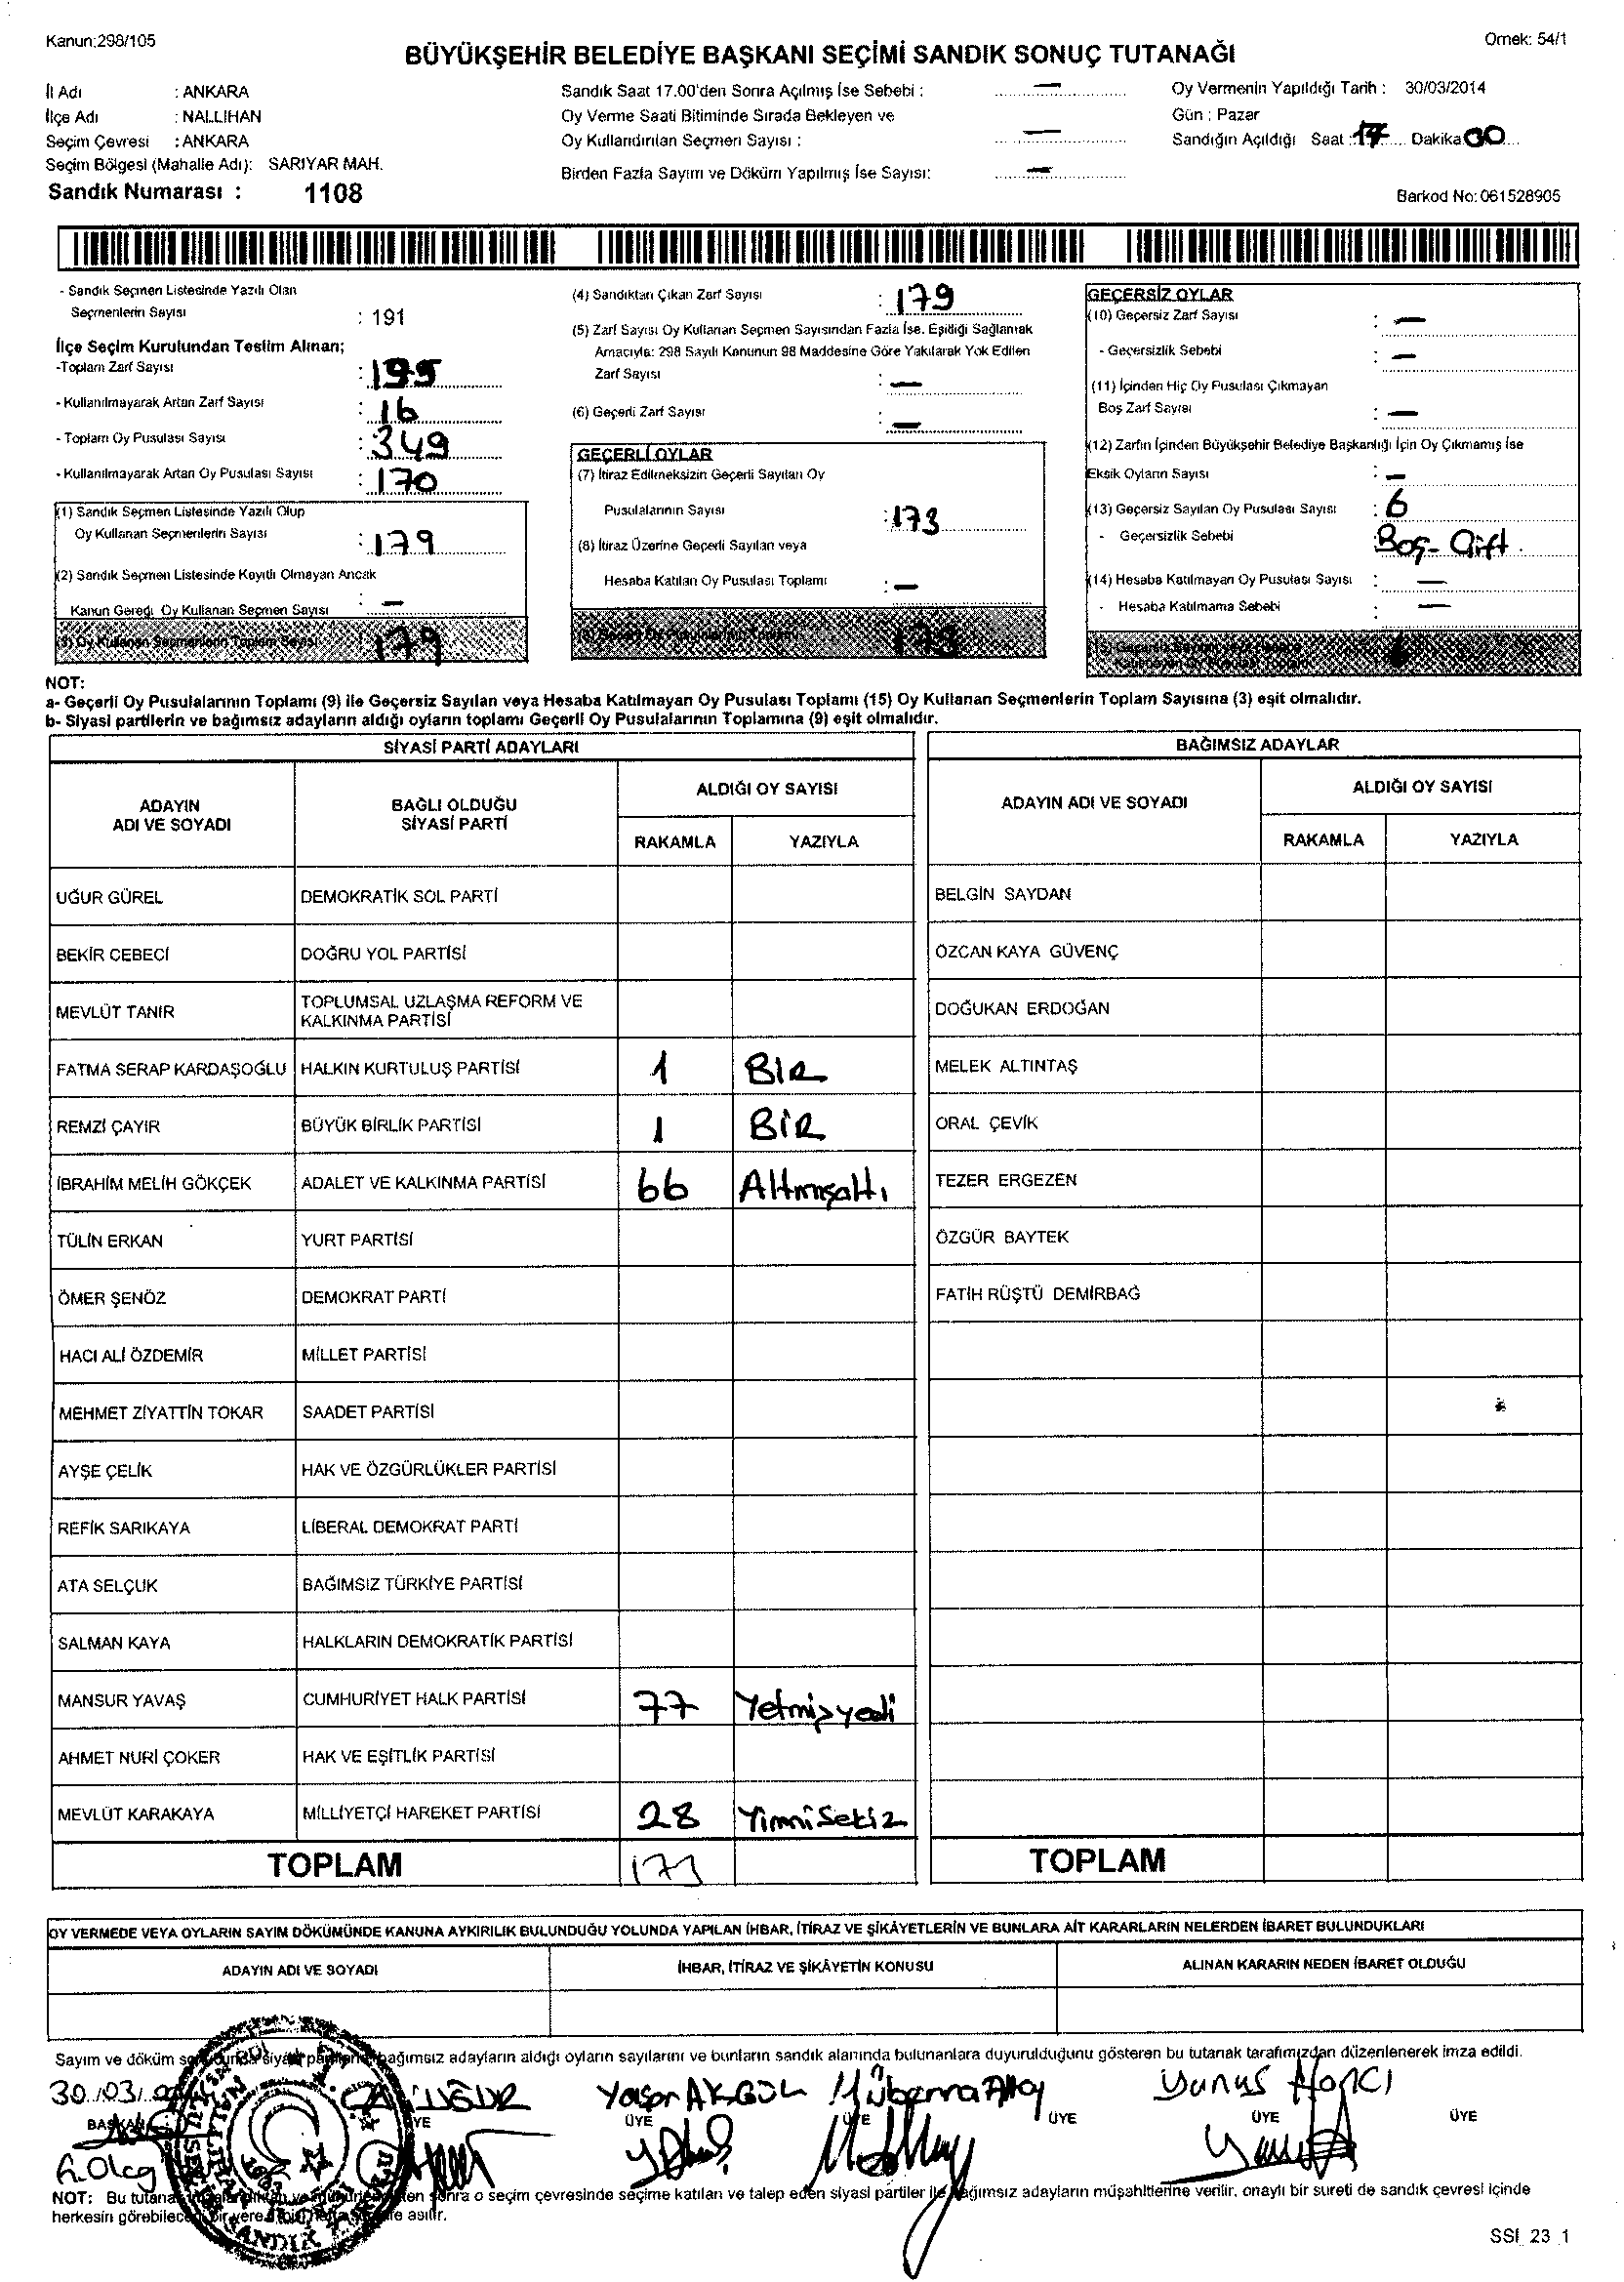 Kanun:298/105
Örnek: 54/1
BÜYÜKŞEHİR BELEDİYE BAŞKANI SEÇİMİ SANDIK SONUÇ TUTANAĞI
İl Adı : ANKARA
İlçe Adı : NALLIHAN
Seçim Çevresi : ANKARA
Seçim Bölgesi (Mahalle Adı): SARIYAR MAH.
Sandık Numarası : 1108
Sandık Saat 17.00'den Sonra Açılmış İse Sebebi : —
Oy Verme Saati Bitiminde Sırada Bekleyen ve
Oy Kullandırılan Seçmen Sayısı : —
Birden Fazla Sayım ve Döküm Yapılmış İse Sayısı: —
Oy Vermenin Yapıldığı Tarih : 30/03/2014
Gün : Pazar
Sandığın Açıldığı Saat : 17 Dakika 00
Barkod No: 061528905
- Sandık Seçmen Listesinde Yazılı Olan
Seçmenlerin Sayısı : 191
İlçe Seçim Kurulundan Teslim Alınan;
-Toplam Zarf Sayısı : 195
- Kullanılmayarak Artan Zarf Sayısı : 16
- Toplam Oy Pusulası Sayısı : 349
- Kullanılmayarak Artan Oy Pusulası Sayısı : 170
(1) Sandık Seçmen Listesinde Yazılı Olup
Oy Kullanan Seçmenlerin Sayısı : 179
(2) Sandık Seçmen Listesinde Kayıtlı Olmayan Ancak
Kanun Gereği Oy Kullanan Seçmen Sayısı : —
(3) Oy Kullanan Seçmenlerin Toplam Sayısı 179
(4) Sandıktan Çıkan Zarf Sayısı : 179
(5) Zarf Sayısı Oy Kullanan Seçmen Sayısından Fazla İse. Eşitliği Sağlamak
Amacıyla: 298 Sayılı Kanunun 98 Maddesine Göre Yakılarak Yok Edilen
Zarf Sayısı : —
(6) Geçerli Zarf Sayısı : —
GEÇERLİ OYLAR
(7) İtiraz Edilmeksizin Geçerli Sayılan Oy
Pusulalarının Sayısı : 173
(8) İtiraz Üzerine Geçerli Sayılan veya
Hesaba Katılan Oy Pusulası Toplamı : —
(9) Geçerli Oy Pusulalarının Toplamı 173
GEÇERSİZ OYLAR
(10) Geçersiz Zarf Sayısı : —
- Geçersizlik Sebebi : —
(11) İçinden Hiç Oy Pusulası Çıkmayan
Boş Zarf Sayısı : —
(12) Zarfın İçinden Büyükşehir Belediye Başkanlığı İçin Oy Çıkmamış İse
Eksik Oyların Sayısı : —
(13) Geçersiz Sayılan Oy Pusulası Sayısı : 6
- Geçersizlik Sebebi : Boş- Çift
(14) Hesaba Katılmayan Oy Pusulası Sayısı : —
- Hesaba Katılmama Sebebi : —
(15) Geçersiz Sayılan veya Hesaba
Katılmayan Oy Pusulası Toplamı 6
NOT:
a- Geçerli Oy Pusulalarının Toplamı (9) ile Geçersiz Sayılan veya Hesaba Katılmayan Oy Pusulası Toplamı (15) Oy Kullanan Seçmenlerin Toplam Sayısına (3) eşit olmalıdır.
b- Siyasi partilerin ve bağımsız adayların aldığı oyların toplamı Geçerli Oy Pusulalarının Toplamına (9) eşit olmalıdır.
SİYASİ PARTİ ADAYLARI
ADAYIN
ADI VE SOYADI
BAĞLI OLDUĞU
SİYASİ PARTİ
ALDIĞI OY SAYISI
RAKAMLA YAZIYLA
UĞUR GÜREL DEMOKRATİK SOL PARTİ
BEKİR CEBECİ DOĞRU YOL PARTİSİ
MEVLÜT TANIR TOPLUMSAL UZLAŞMA REFORM VE
KALKINMA PARTİSİ
FATMA SERAP KARDAŞOĞLU HALKIN KURTULUŞ PARTİSİ 1 BİR
REMZİ ÇAYIR BÜYÜK BİRLİK PARTİSİ 1 BİR
İBRAHİM MELİH GÖKÇEK ADALET VE KALKINMA PARTİSİ 66 Altmışaltı
TÜLİN ERKAN YURT PARTİSİ
ÖMER ŞENÖZ DEMOKRAT PARTİ
HACI ALİ ÖZDEMİR MİLLET PARTİSİ
MEHMET ZİYATTİN TOKAR SAADET PARTİSİ
AYŞE ÇELİK HAK VE ÖZGÜRLÜKLER PARTİSİ
REFİK SARIKAYA LİBERAL DEMOKRAT PARTİ
ATA SELÇUK BAĞIMSIZ TÜRKİYE PARTİSİ
SALMAN KAYA HALKLARIN DEMOKRATİK PARTİSİ
MANSUR YAVAŞ CUMHURİYET HALK PARTİSİ 77 Yetmişyedi
AHMET NURİ ÇOKER HAK VE EŞİTLİK PARTİSİ
MEVLÜT KARAKAYA MİLLİYETÇİ HAREKET PARTİSİ 28 Yirmisekiz
TOPLAM 173
BAĞIMSIZ ADAYLAR
ADAYIN ADI VE SOYADI
ALDIĞI OY SAYISI
RAKAMLA YAZIYLA
BELGİN SAYDAN
ÖZCAN KAYA GÜVENÇ
DOĞUKAN ERDOĞAN
MELEK ALTINTAŞ
ORAL ÇEVİK
TEZER ERGEZEN
ÖZGÜR BAYTEK
FATİH RÜŞTÜ DEMİRBAĞ
TOPLAM
OY VERMEDE VEYA OYLARIN SAYIM DÖKÜMÜNDE KANUNA AYKIRILIK BULUNDUĞU YOLUNDA YAPILAN İHBAR, İTİRAZ VE ŞİKÂYETLERİN VE BUNLARA AİT KARARLARIN NELERDEN İBARET BULUNDUKLARI
ADAYIN ADI VE SOYADI İHBAR, İTİRAZ VE ŞİKÂYETİN KONUSU ALINAN KARARIN NEDEN İBARET OLDUĞU
Sayım ve döküm bağımsız adayların aldığı oyların sayılarını ve bunların sandık alanında bulunanlara duyurulduğunu gösteren bu tutanak tarafımızdan düzenlenerek imza edildi.
30.03. Yaşar AKGÜL Yunus
BAŞKAN ÜYE ÜYE ÜYE ÜYE ÜYE ÜYE
NOT: Bu sonra o seçim çevresinde seçime katılan ve talep eden siyasi partiler ile bağımsız adayların müşahitlerine verilir, onaylı bir sureti de sandık çevresi içinde
herkesin görebileceği bir yere asılır.
SSI_23_1